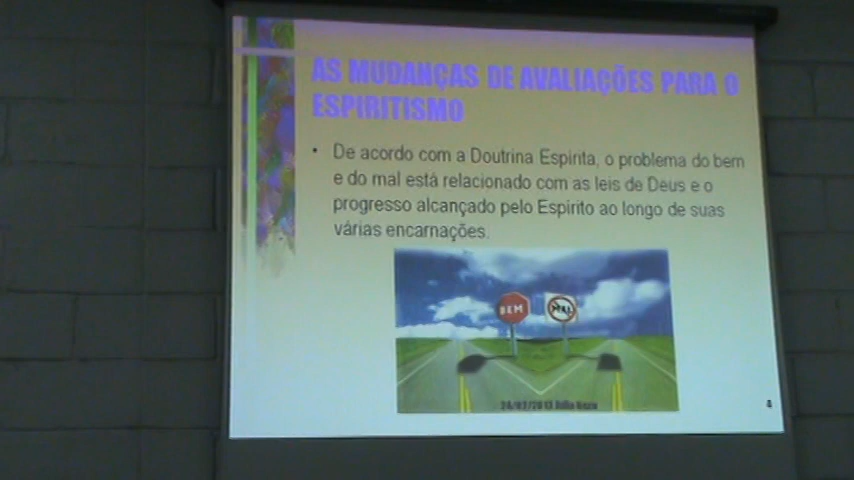 AS MUDANÇAS DE AVALIAÇÕES PARA O
ESPIRITISMO
• De acordo com a Doutrina Espírita, o problema do bem
e do mal está relacionado com as leis de Deus e o
progresso alcançado pelo Espírito ao longo de suas
várias encarnações.
BEM
MAL
8